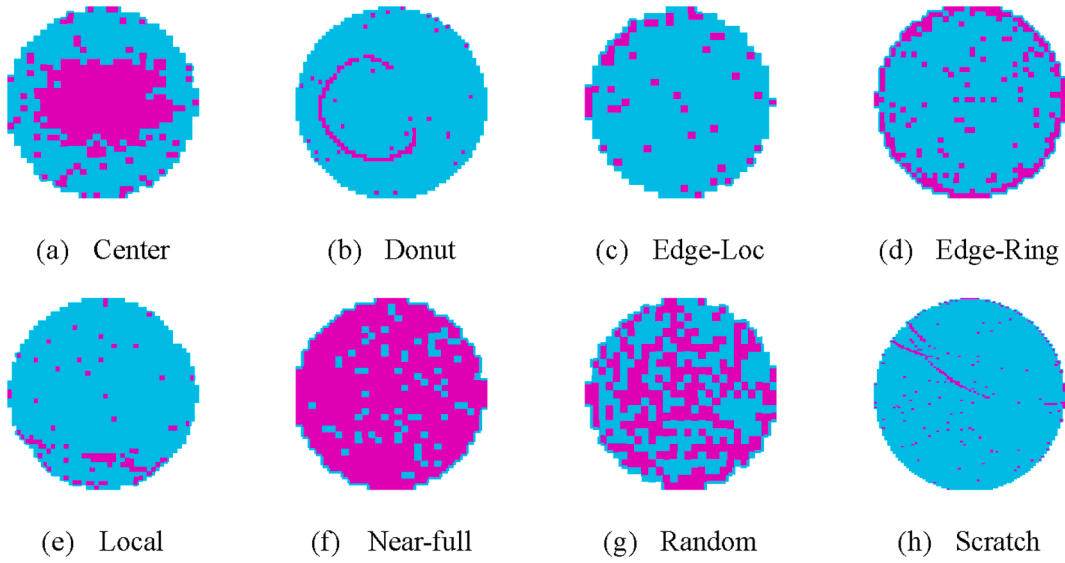 (a) Center
(b) Donut
(c) Edge-Loc
(d) Edge-Ring
(e) Local
(f) Near-full
(g) Random
(h) Scratch